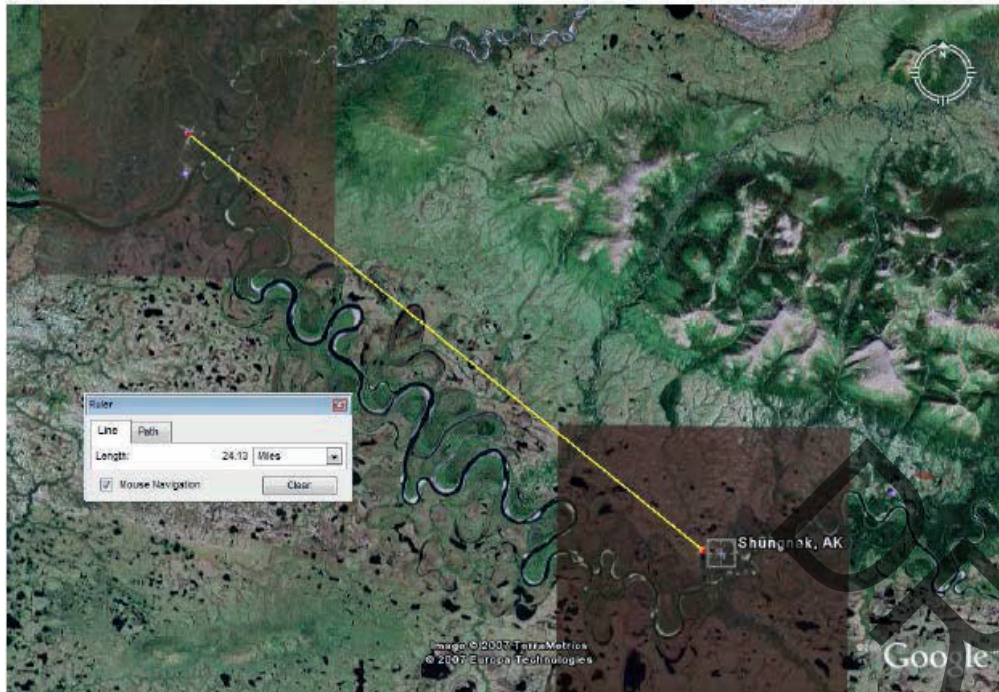 N
Ruler
Line Path
Length: 24.13 Miles
Mouse Navigation Clear
Shungnak, AK
Image © 2007 TerraMetrics
© 2007 Europa Technologies
Google